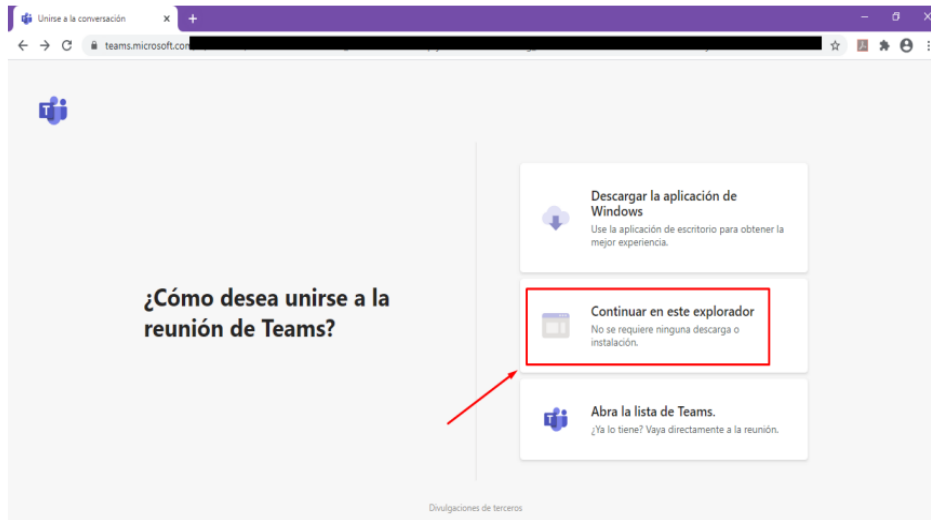 Unirse a la conversación
teams.microsoft.con
Descargar la aplicación de
Windows
Use la aplicación de escritorio para obtener la
mejor experiencia.
¿Cómo desea unirse a la
reunión de Teams?
Continuar en este explorador
No se requiere ninguna descarga o
instalación.
Abra la lista de Teams.
¿Ya lo tiene? Vaya directamente a la reunión.
Divulgaciones de terceros